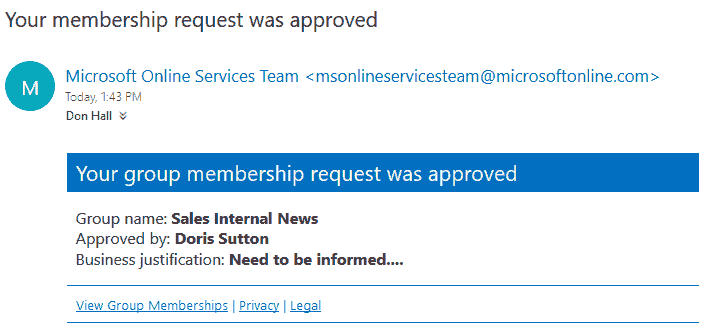 Your membership request was approved
M
Microsoft Online Services Team <msonlineservicesteam@microsoftonline.com>
Today, 1:43 PM
Don Hall
Your group membership request was approved
Group name: Sales Internal News
Approved by: Doris Sutton
Business justification: Need to be informed....
View Group Memberships | Privacy | Legal